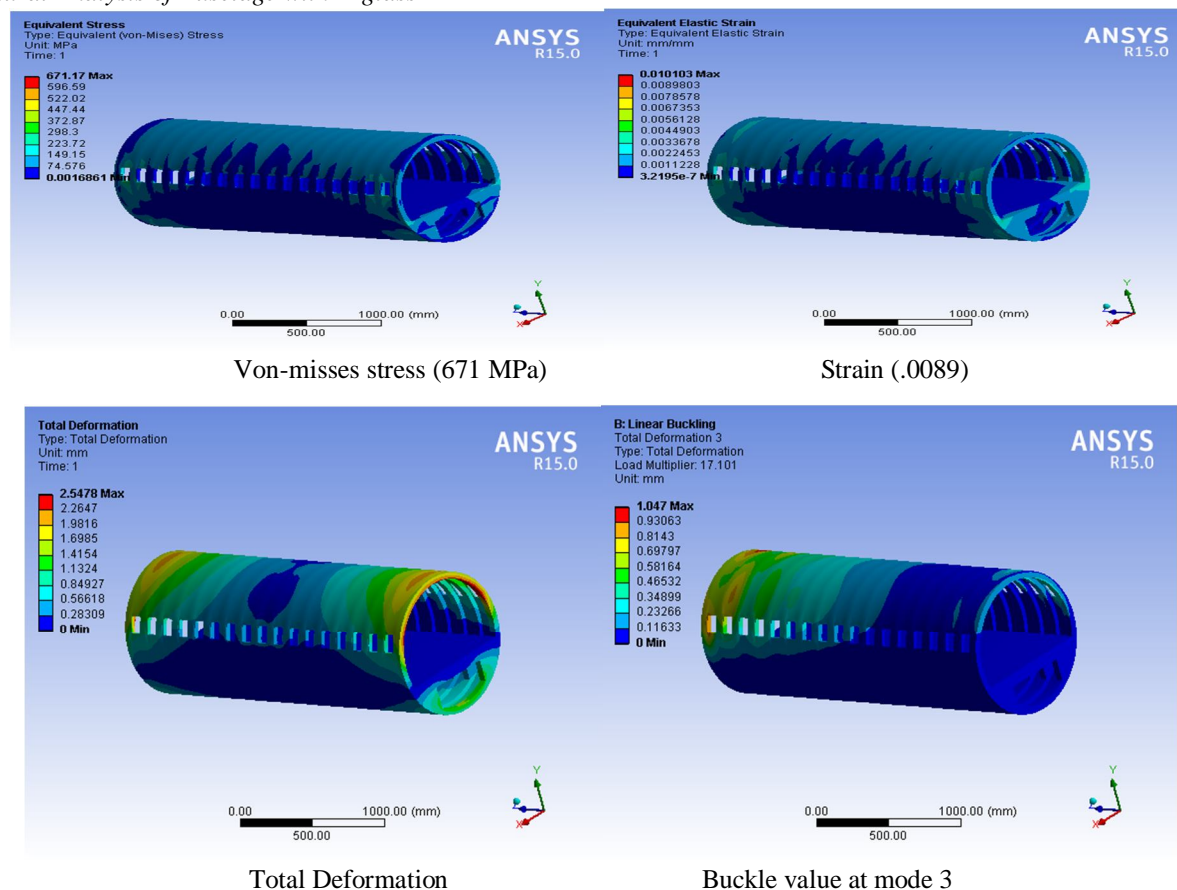 Analysis of Fuselage
Equivalent Stress
Type: Equivalent (von-Mises) Stress
Unit: MPa
Time: 1
ANSYS
R15.0
671.17 Max
596.59
522.02
447.44
372.87
298.3
223.72
149.15
74.576
0.0016861 Min
0.00
1000.00 (mm)
500.00
Y
X
Equivalent Elastic Strain
Type: Equivalent Elastic Strain
Unit: mm/mm
Time: 1
ANSYS
R15.0
0.010103 Max
0.0089803
0.0078578
0.0067353
0.0056128
0.0044903
0.0033678
0.0022453
0.0011228
3.2195e-7 Min
0.00
1000.00 (mm)
500.00
Y
X
Von-misses stress (671 MPa)
Strain (.0089)
Total Deformation
Type: Total Deformation
Unit: mm
Time: 1
ANSYS
R15.0
2.5478 Max
2.2647
1.9816
1.6985
1.4154
1.1324
0.84927
0.56618
0.28309
0 Min
0.00
1000.00 (mm)
500.00
Y
X
B: Linear Buckling
Total Deformation 3
Type: Total Deformation
Load Multiplier: 17.101
Unit: mm
ANSYS
R15.0
1.047 Max
0.93063
0.8143
0.69797
0.58164
0.46532
0.34899
0.23266
0.11633
0 Min
0.00
1000.00 (mm)
500.00
Y
X
Total Deformation
Buckle value at mode 3